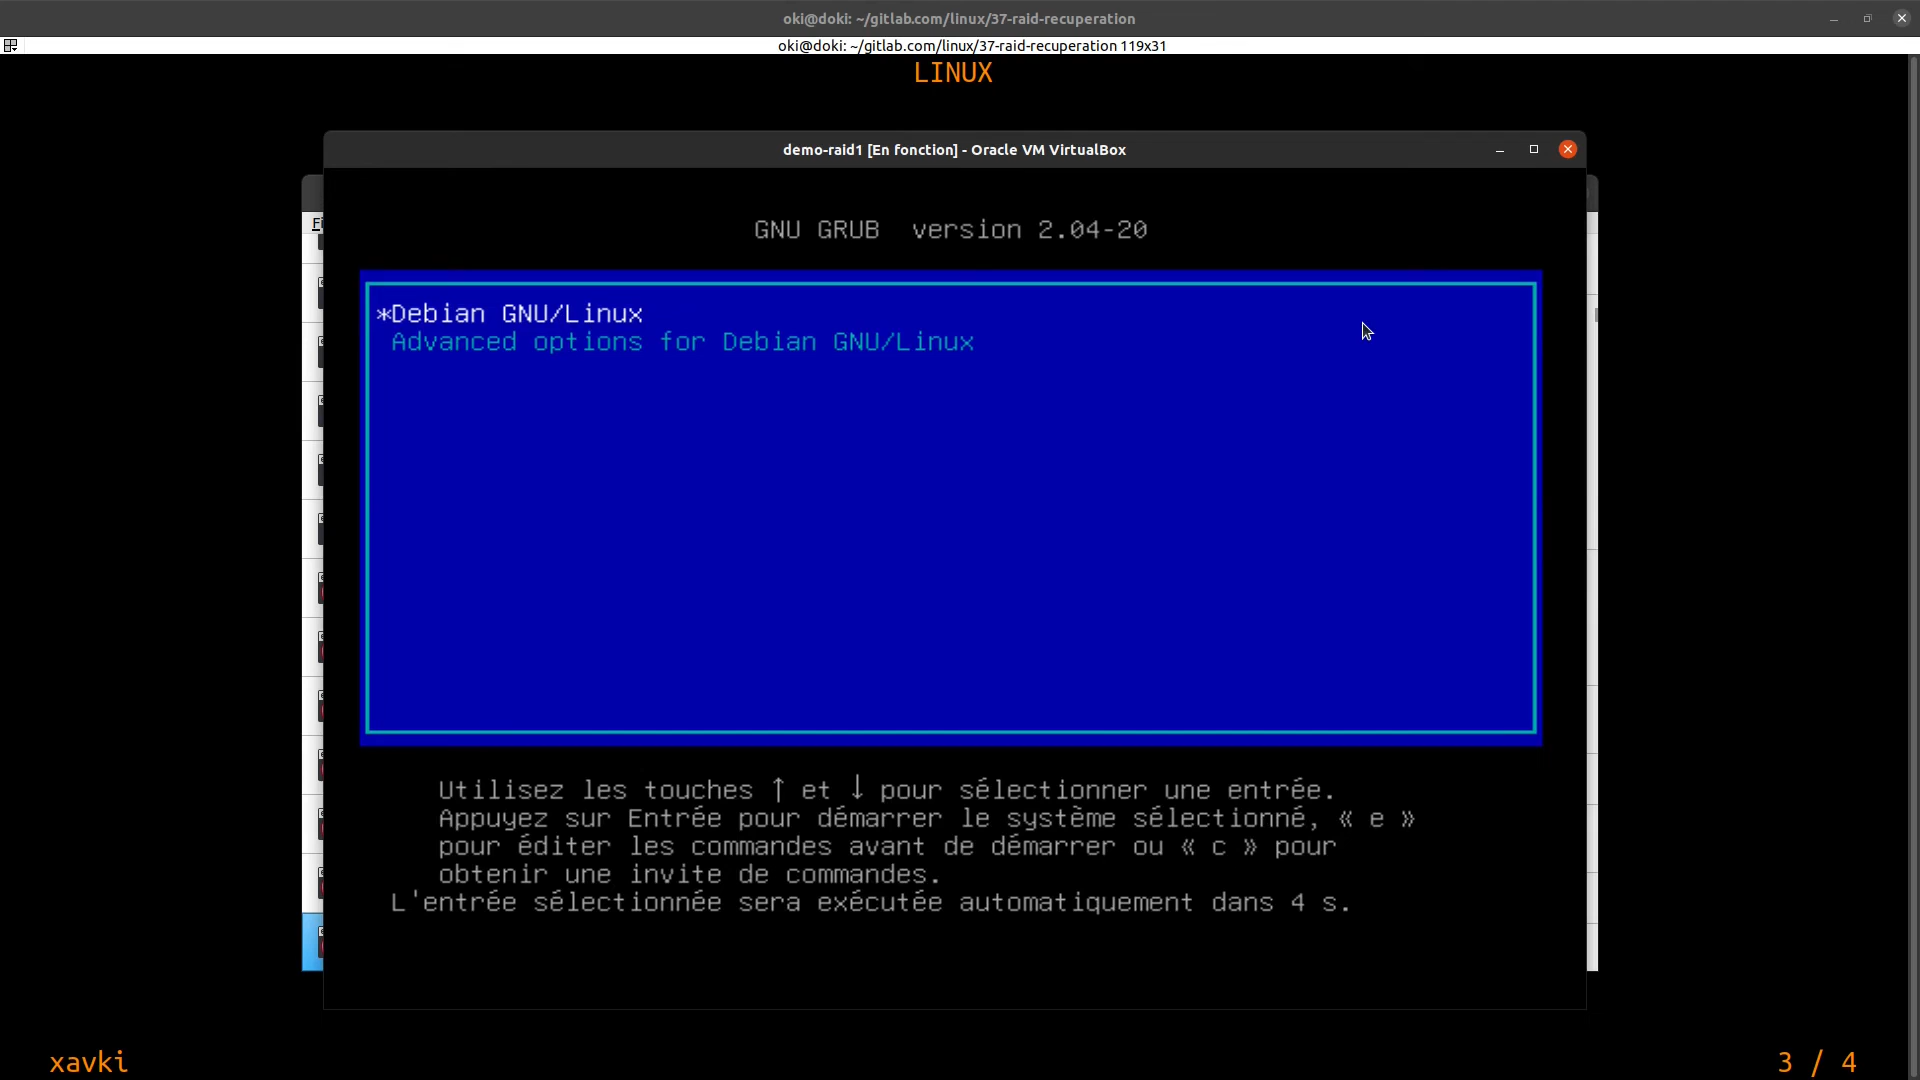 oki@doki: ~/gitlab.com/linux/37-raid-recuperation
oki@doki: ~/gitlab.com/linux/37-raid-recuperation 119x31
LINUX
demo-raid1 [En fonction] - Oracle VM VirtualBox
GNU GRUB  version 2.04-20
*Debian GNU/Linux
Advanced options for Debian GNU/Linux
Utilisez les touches ↑ et ↓ pour sélectionner une entrée.
Appuyez sur Entrée pour démarrer le système sélectionné, « e »
pour éditer les commandes avant de démarrer ou « c » pour
obtenir une invite de commandes.
L'entrée sélectionnée sera exécutée automatiquement dans 4 s.
xavki
3 / 4